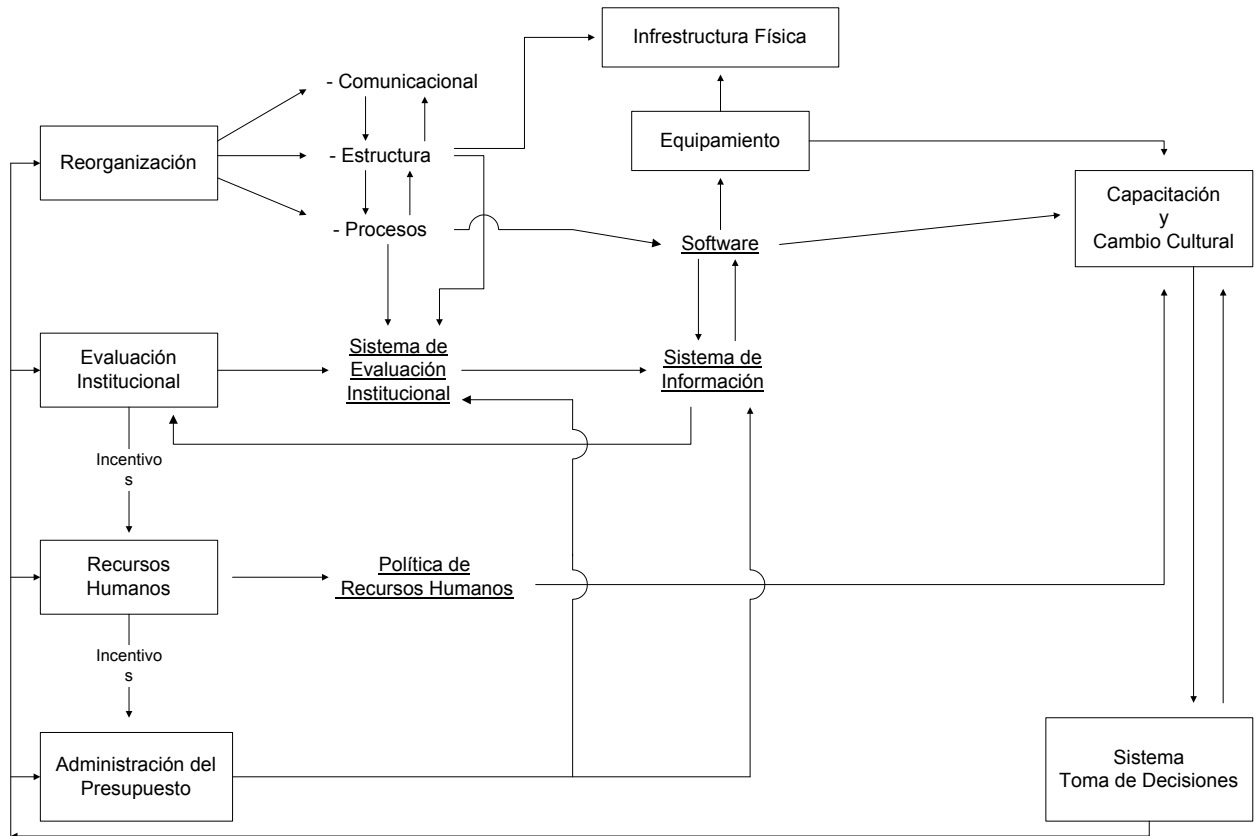 Infrestructura Física
- Comunicacional
Equipamiento
Reorganización
- Estructura
Capacitación
y
Cambio Cultural
- Procesos
Software
Evaluación
Institucional
Sistema de
Evaluación
Institucional
Sistema de
Información
Incentivo
s
Recursos
Humanos
Política de
Recursos Humanos
Incentivo
s
Administración del
Presupuesto
Sistema
Toma de Decisiones